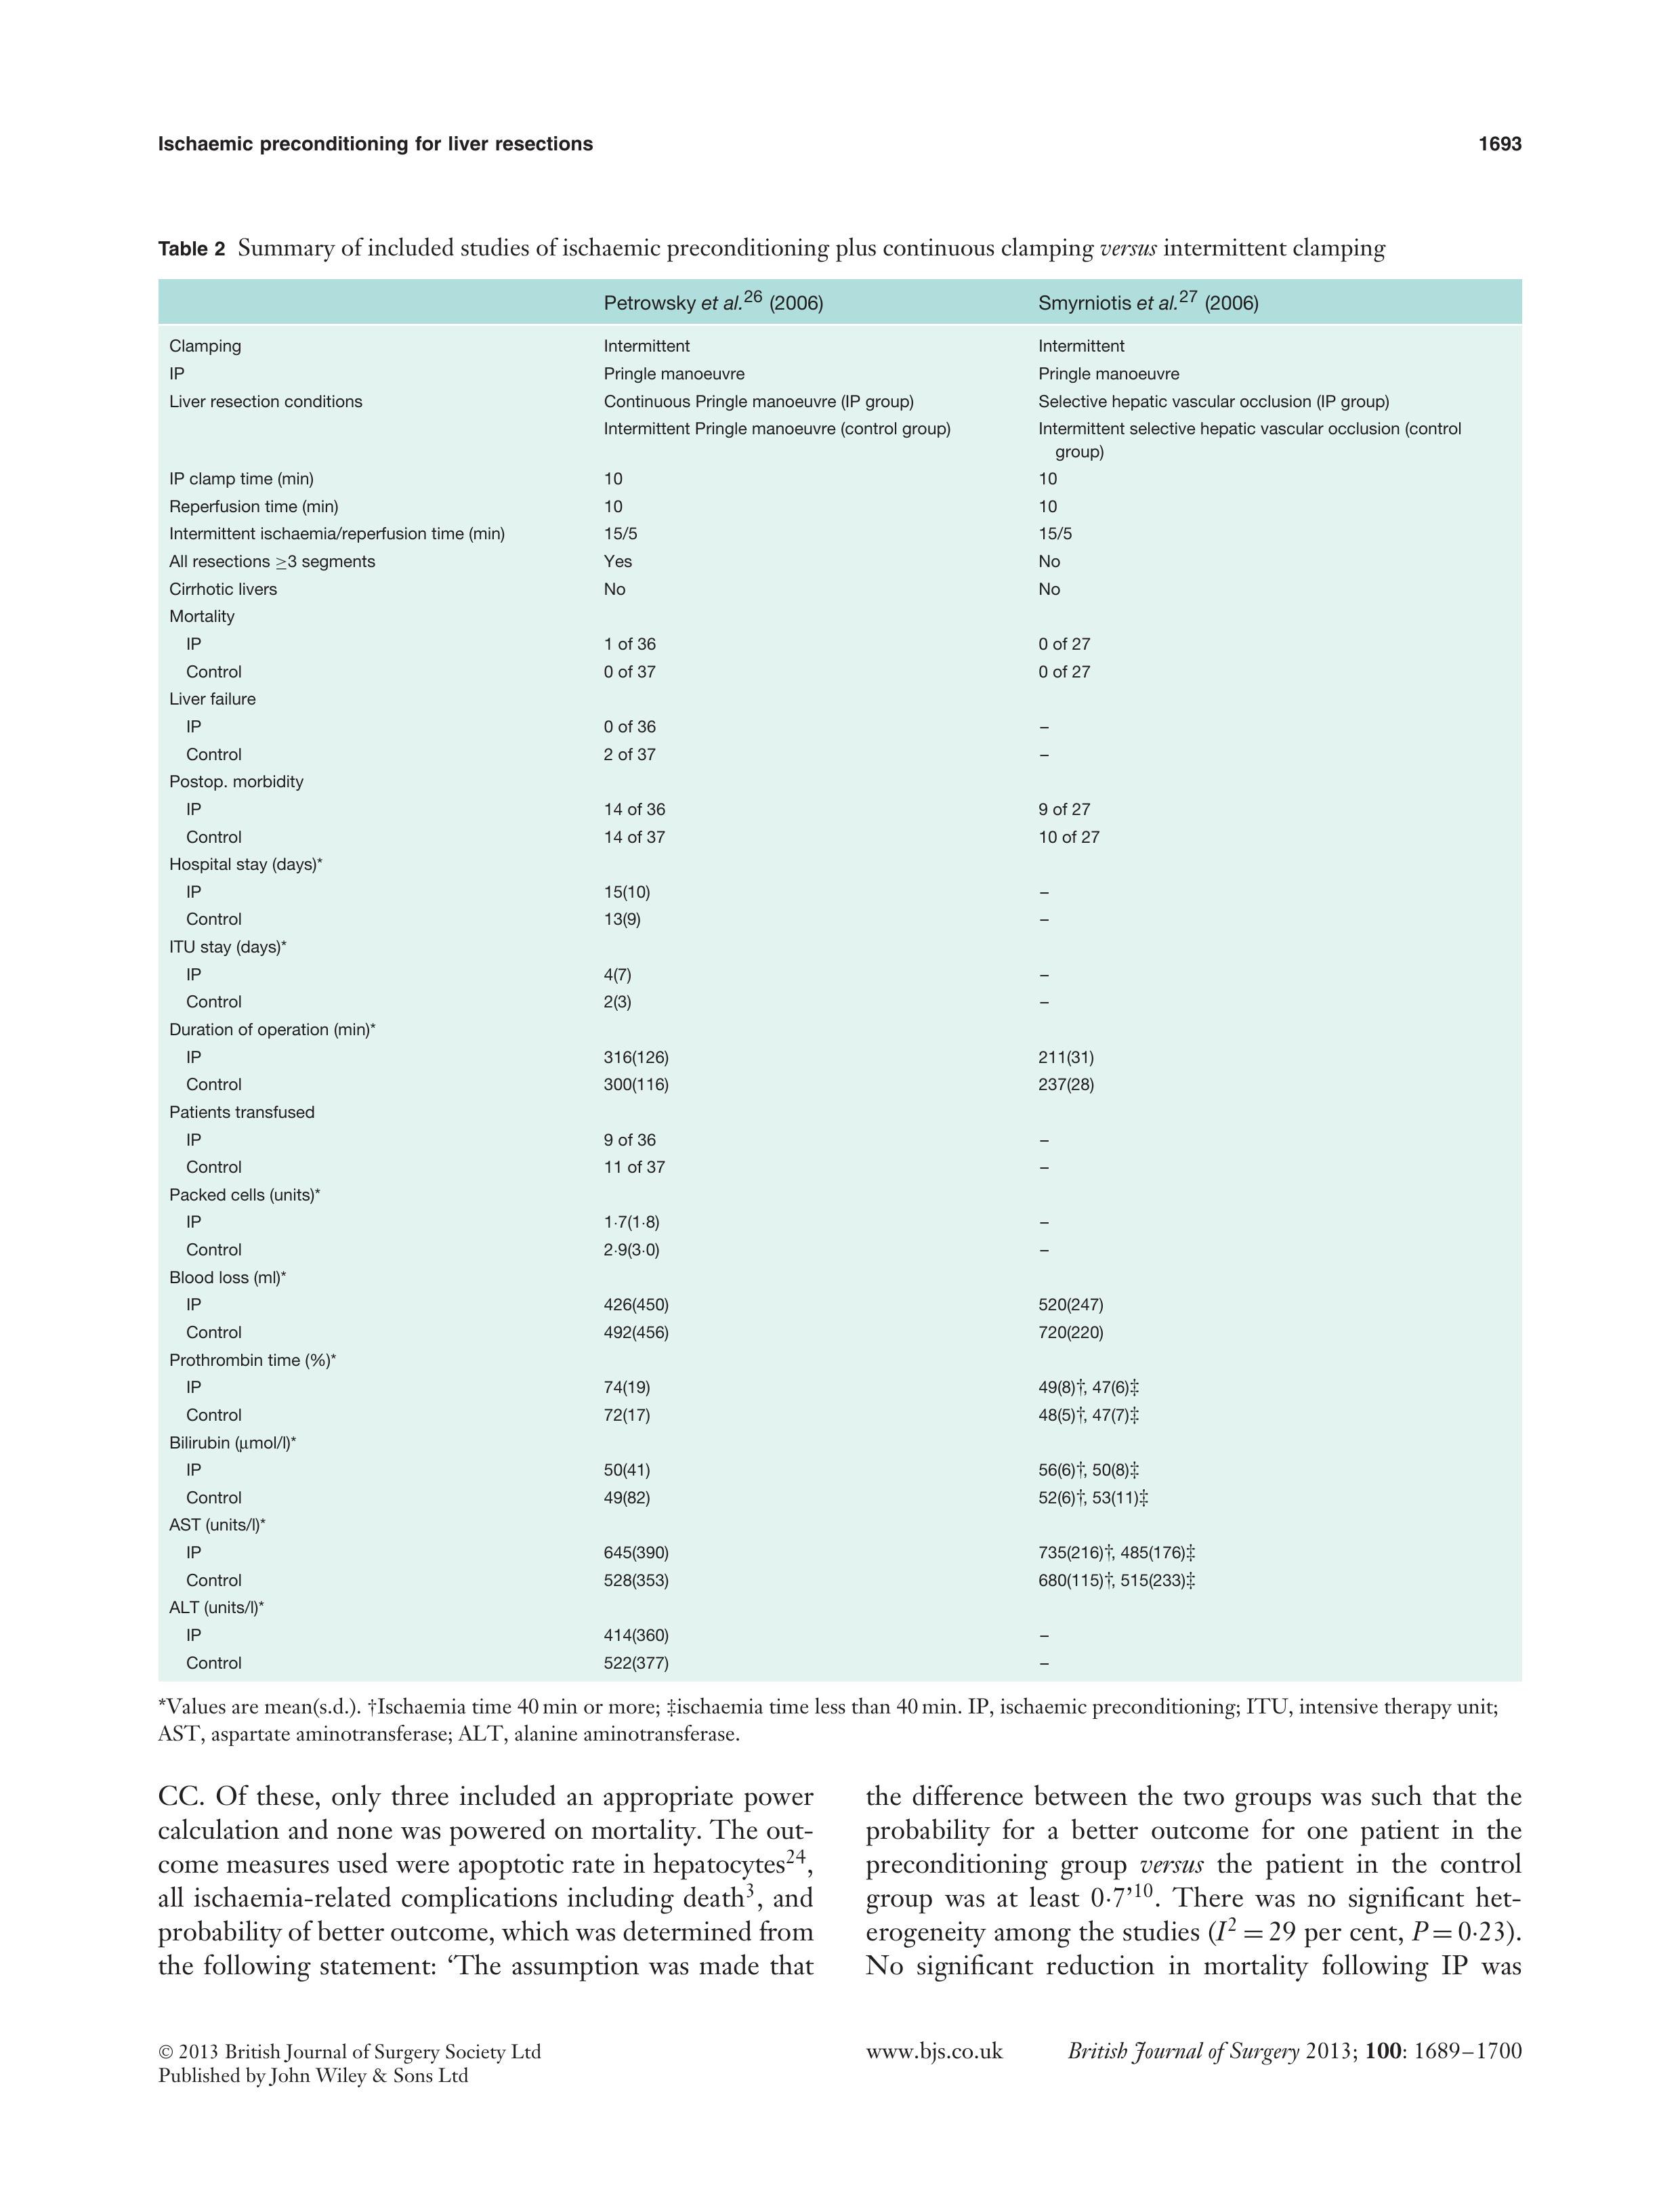 Ischaemic preconditioning for liver resections 1693
Table 2 Summary of included studies of ischaemic preconditioning plus continuous clamping versus intermittent clamping
Petrowsky et al.26 (2006) Smyrniotis et al.27 (2006)
Clamping Intermittent Intermittent
IP Pringle manoeuvre Pringle manoeuvre
Liver resection conditions Continuous Pringle manoeuvre (IP group) Selective hepatic vascular occlusion (IP group)
Intermittent Pringle manoeuvre (control group) Intermittent selective hepatic vascular occlusion (control
group)
IP clamp time (min) 10 10
Reperfusion time (min) 10 10
Intermittent ischaemia/reperfusion time (min) 15/5 15/5
All resections ≥3 segments Yes No
Cirrhotic livers No No
Mortality
IP 1 of 36 0 of 27
Control 0 of 37 0 of 27
Liver failure
IP 0 of 36 –
Control 2 of 37 –
Postop. morbidity
IP 14 of 36 9 of 27
Control 14 of 37 10 of 27
Hospital stay (days)*
IP 15(10) –
Control 13(9) –
ITU stay (days)*
IP 4(7) –
Control 2(3) –
Duration of operation (min)*
IP 316(126) 211(31)
Control 300(116) 237(28)
Patients transfused
IP 9 of 36 –
Control 11 of 37 –
Packed cells (units)*
IP 1·7(1·8) –
Control 2·9(3·0) –
Blood loss (ml)*
IP 426(450) 520(247)
Control 492(456) 720(220)
Prothrombin time (%)*
IP 74(19) 49(8)†, 47(6)‡
Control 72(17) 48(5)†, 47(7)‡
Bilirubin (μmol/l)*
IP 50(41) 56(6)†, 50(8)‡
Control 49(82) 52(6)†, 53(11)‡
AST (units/l)*
IP 645(390) 735(216)†, 485(176)‡
Control 528(353) 680(115)†, 515(233)‡
ALT (units/l)*
IP 414(360) –
Control 522(377) –
*Values are mean(s.d.). †Ischaemia time 40 min or more; ‡ischaemia time less than 40 min. IP, ischaemic preconditioning; ITU, intensive therapy unit;
AST, aspartate aminotransferase; ALT, alanine aminotransferase.
CC. Of these, only three included an appropriate power
calculation and none was powered on mortality. The out-
come measures used were apoptotic rate in hepatocytes24,
all ischaemia-related complications including death3, and
probability of better outcome, which was determined from
the following statement: ‘The assumption was made that
the difference between the two groups was such that the
probability for a better outcome for one patient in the
preconditioning group versus the patient in the control
group was at least 0·7’10. There was no significant het-
erogeneity among the studies (I2 = 29 per cent, P = 0·23).
No significant reduction in mortality following IP was
© 2013 British Journal of Surgery Society Ltd www.bjs.co.uk British Journal of Surgery 2013; 100: 1689–1700
Published by John Wiley & Sons Ltd